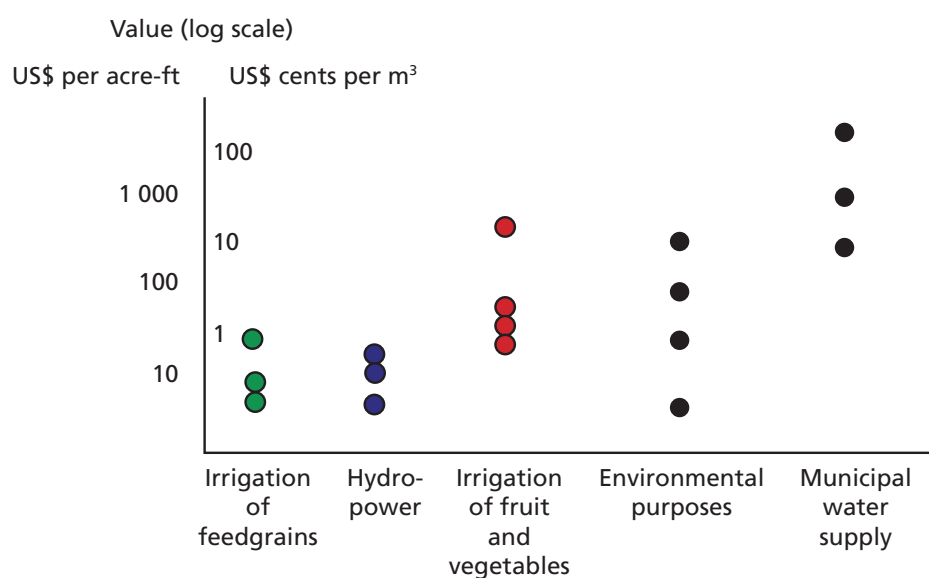 Value (log scale)
US$ per acre-ft
US$ cents per m³
100
1 000
10
100
1
10
Irrigation
of
feedgrains
Hydro-
power
Irrigation
of fruit
and
vegetables
Environmental
purposes
Municipal
water
supply